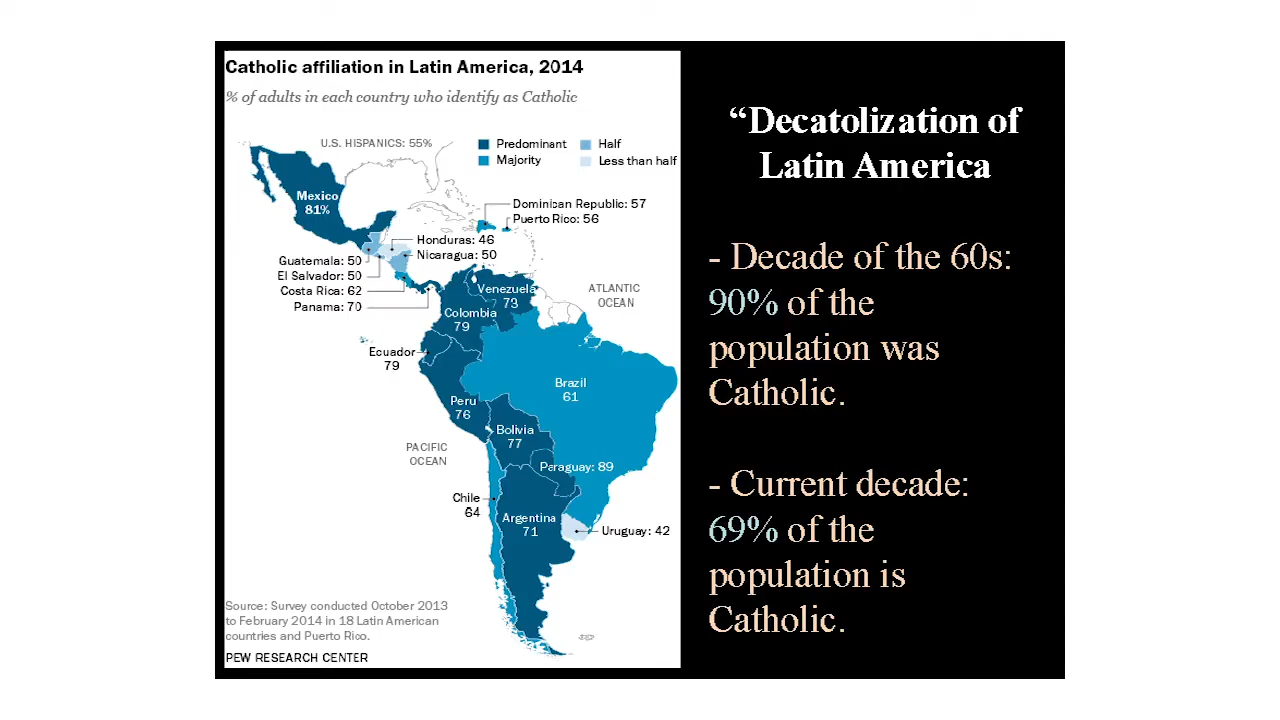 Catholic affiliation in Latin America, 2014
% of adults in each country who identify as Catholic
U.S. HISPANICS: 55%
Predominant
Majority
Half
Less than half
Mexico
81%
Dominican Republic: 57
Puerto Rico: 56
Honduras: 46
Nicaragua: 50
Guatemala: 50
El Salvador: 50
Costa Rica: 62
Panama: 70
Venezuela
73
ATLANTIC
OCEAN
Colombia
79
Ecuador
79
Brazil
61
Peru
76
Bolivia
77
PACIFIC
OCEAN
Paraguay: 89
Chile
64
Argentina
71
Uruguay: 42
Source: Survey conducted October 2013
to February 2014 in 18 Latin American
countries and Puerto Rico.
PEW RESEARCH CENTER
“Decatolization of
Latin America
- Decade of the 60s:
90% of the
population was
Catholic.
- Current decade:
69% of the
population is
Catholic.